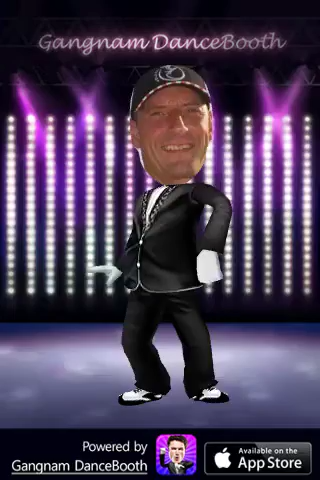 Gangnam DanceBooth
Powered by
Gangnam DanceBooth
Available on the
App Store